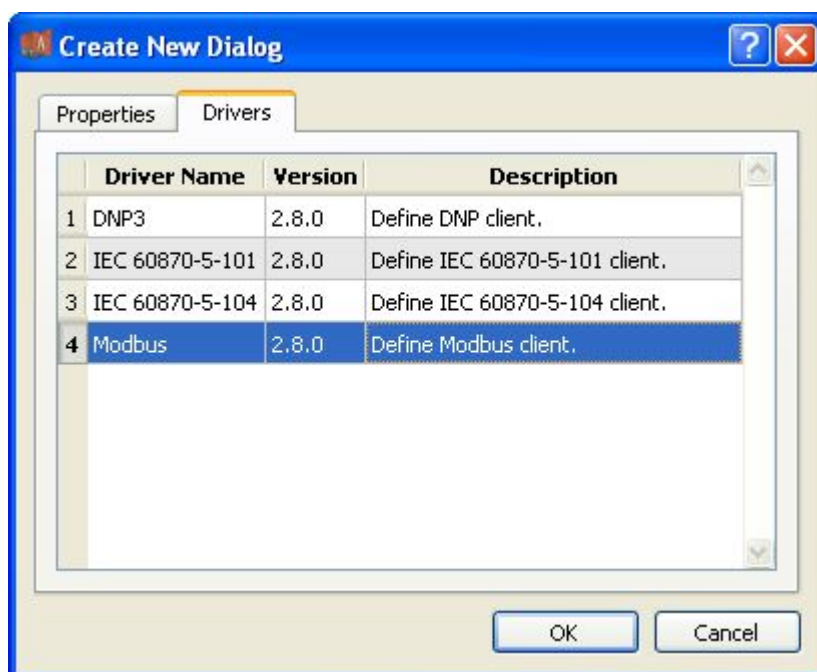 Create New Dialog
Properties Drivers
Driver Name Version Description
1 DNP3 2.8.0 Define DNP client.
2 IEC 60870-5-101 2.8.0 Define IEC 60870-5-101 client.
3 IEC 60870-5-104 2.8.0 Define IEC 60870-5-104 client.
4 Modbus 2.8.0 Define Modbus client.
OK Cancel